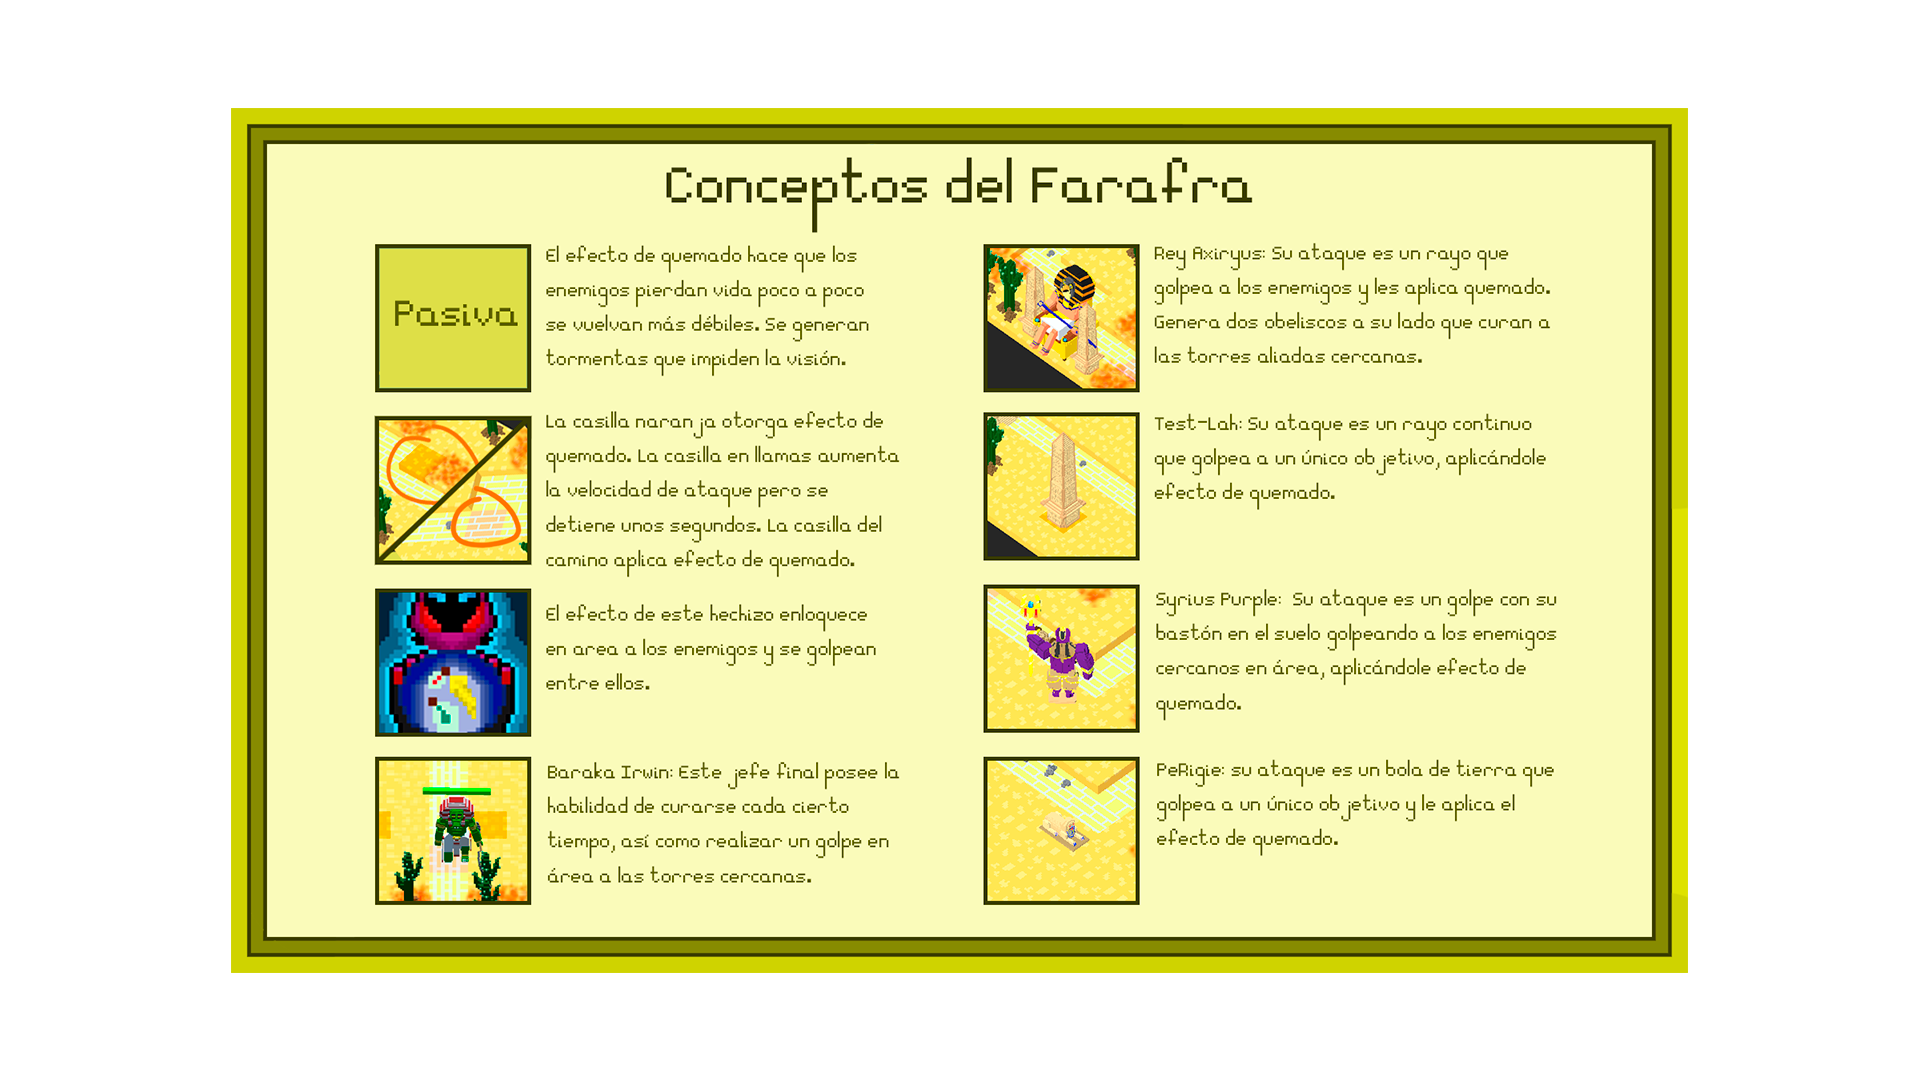 Conceptos del Farafra
Pasiva
El efecto de quemado hace que los
enemigos pierdan vida poco a poco
se vuelvan más débiles. Se generan
tormentas que impiden la visión.
La casilla naranja otorga efecto de
quemado. La casilla en llamas aumenta
la velocidad de ataque pero se
detiene unos segundos. La casilla del
camino aplica efecto de quemado.
El efecto de este hechizo enloquece
en area a los enemigos y se golpean
entre ellos.
Baraka Irwin: Este jefe final posee la
habilidad de curarse cada cierto
tiempo, así como realizar un golpe en
área a las torres cercanas.
Rey Axiryus: Su ataque es un rayo que
golpea a los enemigos y les aplica quemado.
Genera dos obeliscos a su lado que curan a
las torres aliadas cercanas.
Test-Lah: Su ataque es un rayo continuo
que golpea a un único objetivo, aplicándole
efecto de quemado.
Syrius Purple: Su ataque es un golpe con su
bastón en el suelo golpeando a los enemigos
cercanos en área, aplicándole efecto de
quemado.
PeRigie: su ataque es un bola de tierra que
golpea a un único objetivo y le aplica el
efecto de quemado.